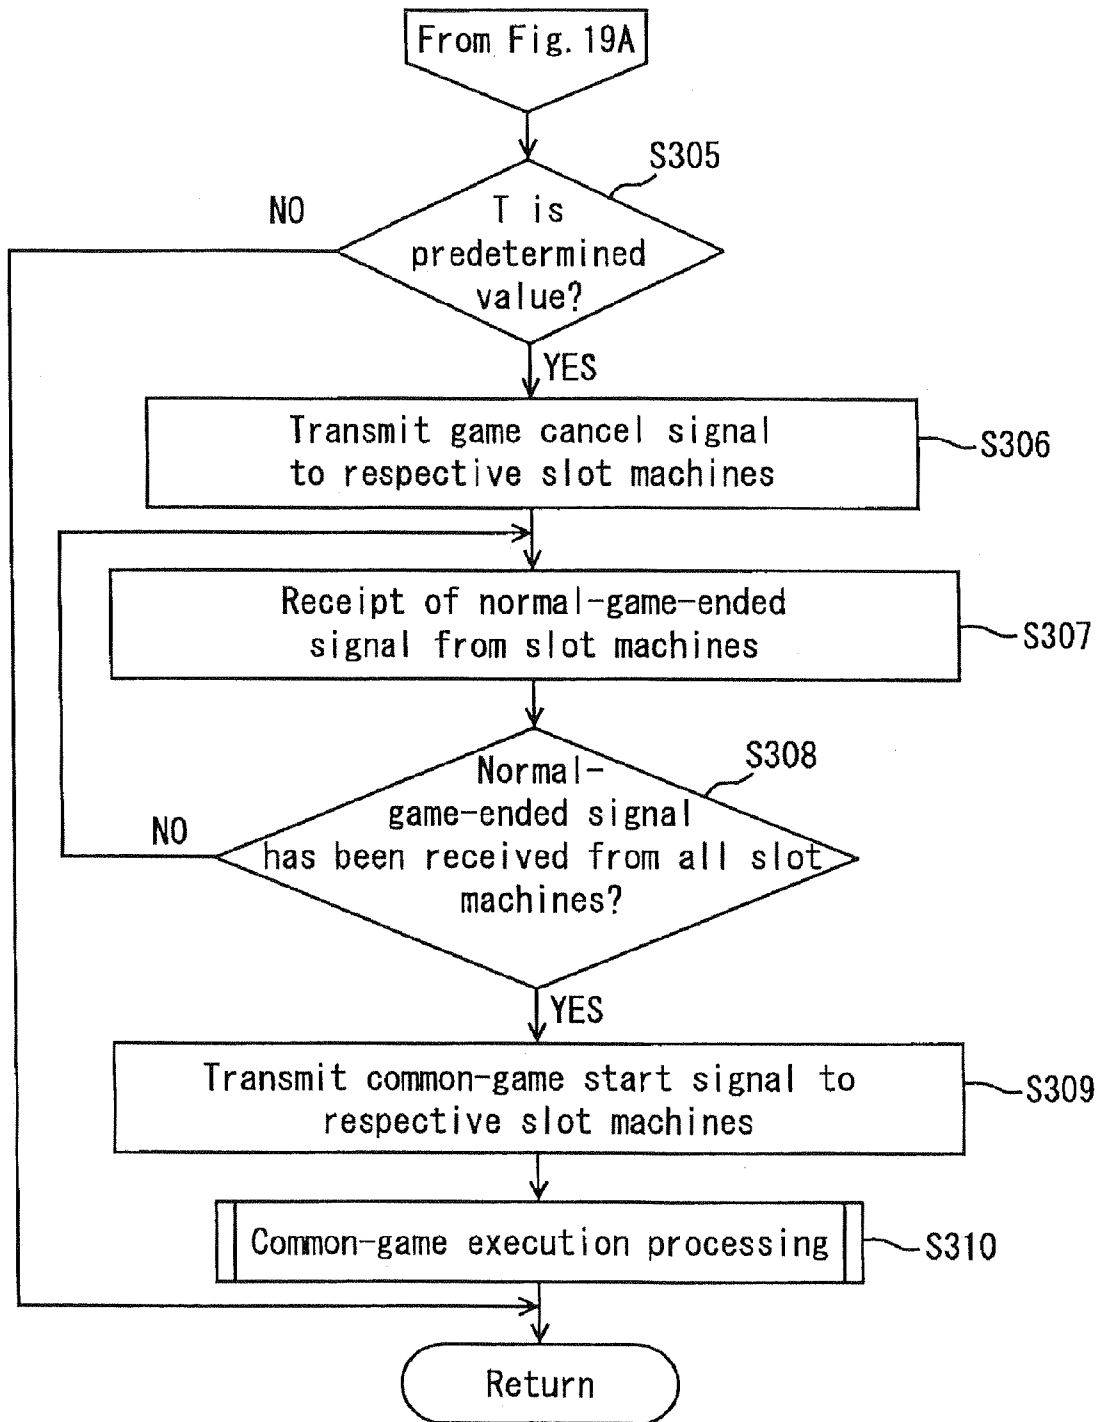 From Fig. 19A
S305
NO
T is
predetermined
value?
YES
Transmit game cancel signal
to respective slot machines
S306
Receipt of normal-game-ended
signal from slot machines
S307
S308
Normal-
game-ended signal
has been received from all slot
machines?
NO
YES
Transmit common-game start signal to
respective slot machines
S309
Common-game execution processing
S310
Return